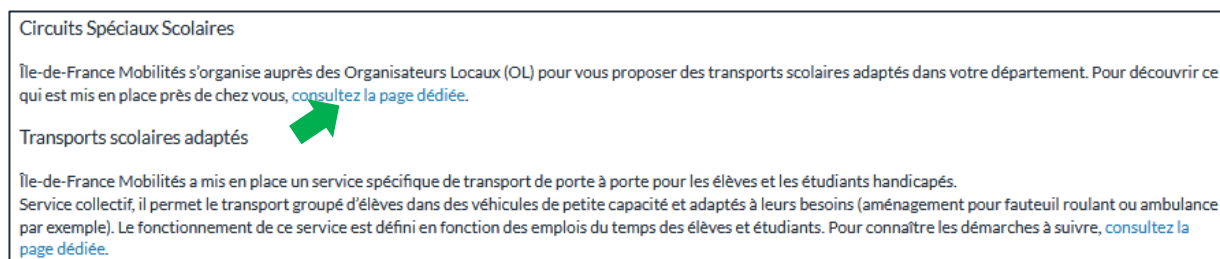 Circuits Spéciaux Scolaires
Île-de-France Mobilités s’organise auprès des Organisateurs Locaux (OL) pour vous proposer des transports scolaires adaptés dans votre département. Pour découvrir ce
qui est mis en place près de chez vous, consultez la page dédiée.
Transports scolaires adaptés
Île-de-France Mobilités a mis en place un service spécifique de transport de porte à porte pour les élèves et les étudiants handicapés.
Service collectif, il permet le transport groupé d’élèves dans des véhicules de petite capacité et adaptés à leurs besoins (aménagement pour fauteuil roulant ou ambulance
par exemple). Le fonctionnement de ce service est défini en fonction des emplois du temps des élèves et étudiants. Pour connaître les démarches à suivre, consultez la
page dédiée.